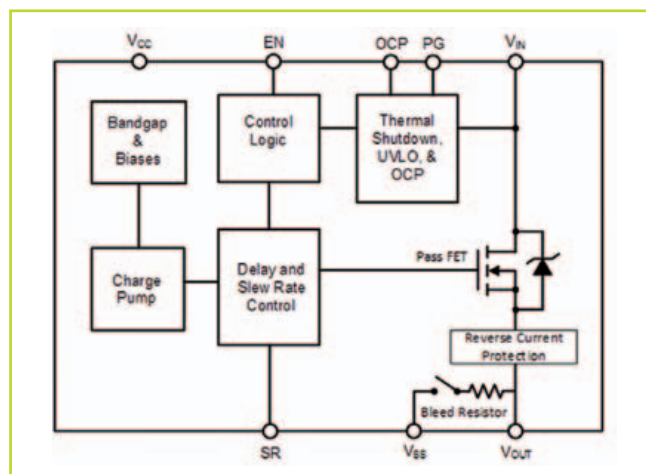 VCC
EN
OCP
PG
VIN
Bandgap
&
Biases
Control
Logic
Thermal
Shutdown,
UVLO, &
OCP
Charge
Pump
Delay and
Slew Rate
Control
Pass FET
Reverse Current
Protection
Bleed Resistor
SR
VSS
VOUT